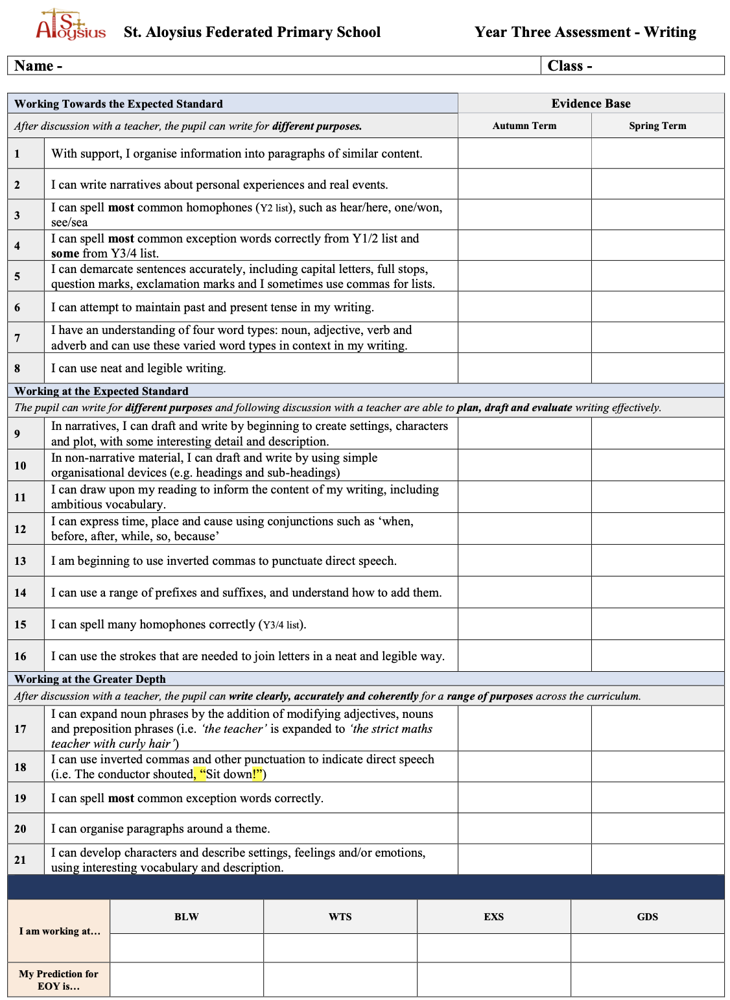 ALoysius
St. Aloysius Federated Primary School
Year Three Assessment - Writing
Name -
Class -
Working Towards the Expected Standard
Evidence Base
After discussion with a teacher, the pupil can write for different purposes.
Autumn Term
Spring Term
1
With support, I organise information into paragraphs of similar content.
2
I can write narratives about personal experiences and real events.
3
I can spell most common homophones (Y2 list), such as hear/here, one/won,
see/sea
4
I can spell most common exception words correctly from Y1/2 list and
some from Y3/4 list.
5
I can demarcate sentences accurately, including capital letters, full stops,
question marks, exclamation marks and I sometimes use commas for lists.
6
I can attempt to maintain past and present tense in my writing.
7
I have an understanding of four word types: noun, adjective, verb and
adverb and can use these varied word types in context in my writing.
8
I can use neat and legible writing.
Working at the Expected Standard
The pupil can write for different purposes and following discussion with a teacher are able to plan, draft and evaluate writing effectively.
9
In narratives, I can draft and write by beginning to create settings, characters
and plot, with some interesting detail and description.
10
In non-narrative material, I can draft and write by using simple
organisational devices (e.g. headings and sub-headings)
11
I can draw upon my reading to inform the content of my writing, including
ambitious vocabulary.
12
I can express time, place and cause using conjunctions such as ‘when,
before, after, while, so, because’
13
I am beginning to use inverted commas to punctuate direct speech.
14
I can use a range of prefixes and suffixes, and understand how to add them.
15
I can spell many homophones correctly (Y3/4 list).
16
I can use the strokes that are needed to join letters in a neat and legible way.
Working at the Greater Depth
After discussion with a teacher, the pupil can write clearly, accurately and coherently for a range of purposes across the curriculum.
17
I can expand noun phrases by the addition of modifying adjectives, nouns
and preposition phrases (i.e. ‘the teacher’ is expanded to ‘the strict maths
teacher with curly hair’)
18
I can use inverted commas and other punctuation to indicate direct speech
(i.e. The conductor shouted, “Sit down!”)
19
I can spell most common exception words correctly.
20
I can organise paragraphs around a theme.
21
I can develop characters and describe settings, feelings and/or emotions,
using interesting vocabulary and description.
I am working at…
BLW
WTS
EXS
GDS
My Prediction for
EOY is…